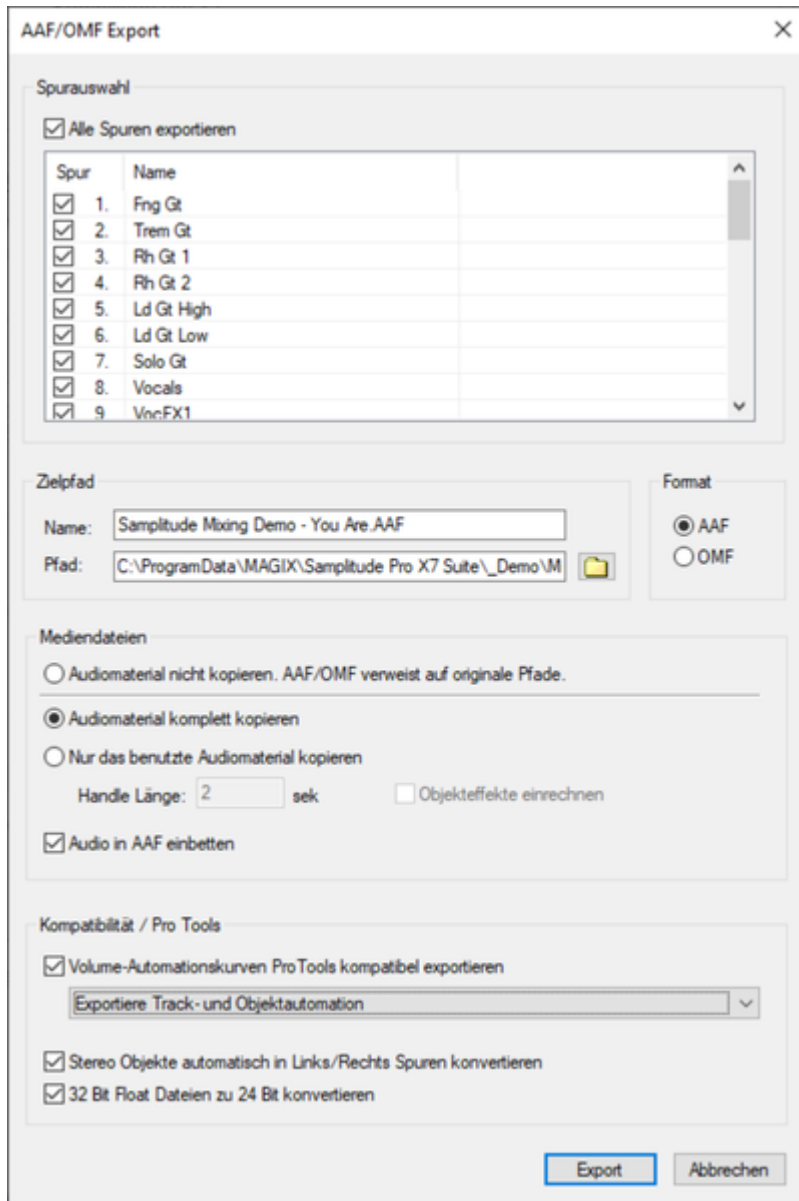 AAF/OMF Export
Spurauswahl
Alle Spuren exportieren
Spur Name
1. Fng Gt
2. Trem Gt
3. Rh Gt 1
4. Rh Gt 2
5. Ld Gt High
6. Ld Gt Low
7. Solo Gt
8. Vocals
9 VocFX1
Zielpfad
Name: Samplitude Mixing Demo - You Are.AAF
Pfad: C:\ProgramData\MAGIX\Samplitude Pro X7 Suite\_Demo\M
Format
AAF
OMF
Mediendateien
Audiomaterial nicht kopieren. AAF/OMF verweist auf originale Pfade.
Audiomaterial komplett kopieren
Nur das benutzte Audiomaterial kopieren
Handle Länge: 2 sek Objekteffekte einrechnen
Audio in AAF einbetten
Kompatibilität / Pro Tools
Volume-Automationskurven ProTools kompatibel exportieren
Exportiere Track- und Objektautomation
Stereo Objekte automatisch in Links/Rechts Spuren konvertieren
32 Bit Float Dateien zu 24 Bit konvertieren
Export Abbrechen